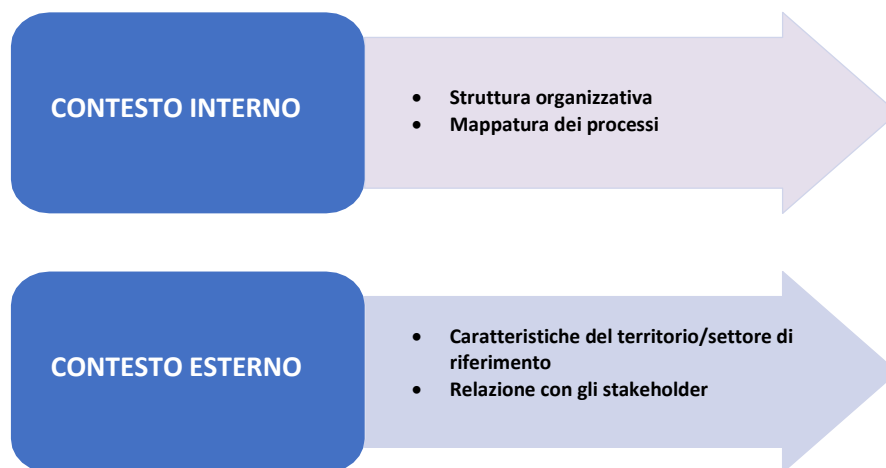 CONTESTO INTERNO
• Struttura organizzativa
• Mappatura dei processi
CONTESTO ESTERNO
• Caratteristiche del territorio/settore di
riferimento
• Relazione con gli stakeholder